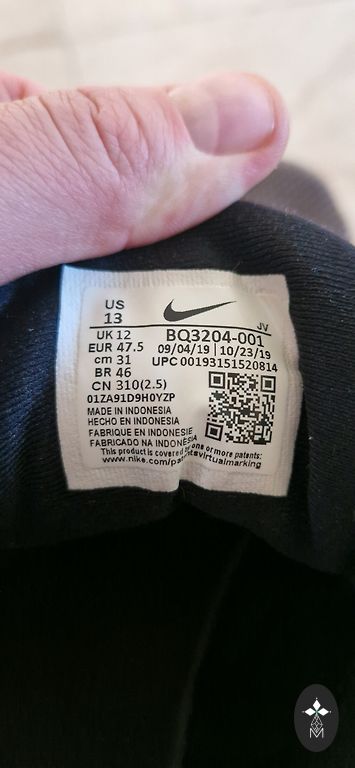 US
13
JV
UK 12
BQ3204-001
EUR 47.5
09/04/19 | 10/23/19
cm 31
UPC 00193151520814
BR 46
CN 310(2.5)
01ZA91D9H0YZP
MADE IN INDONESIA
HECHO EN INDONESIA
FABRIQUE EN INDONESIE
FABRICADO NA INDONÉSIA
This product is covered by one or more patents:
www.nike.com/ virtualmarking
M